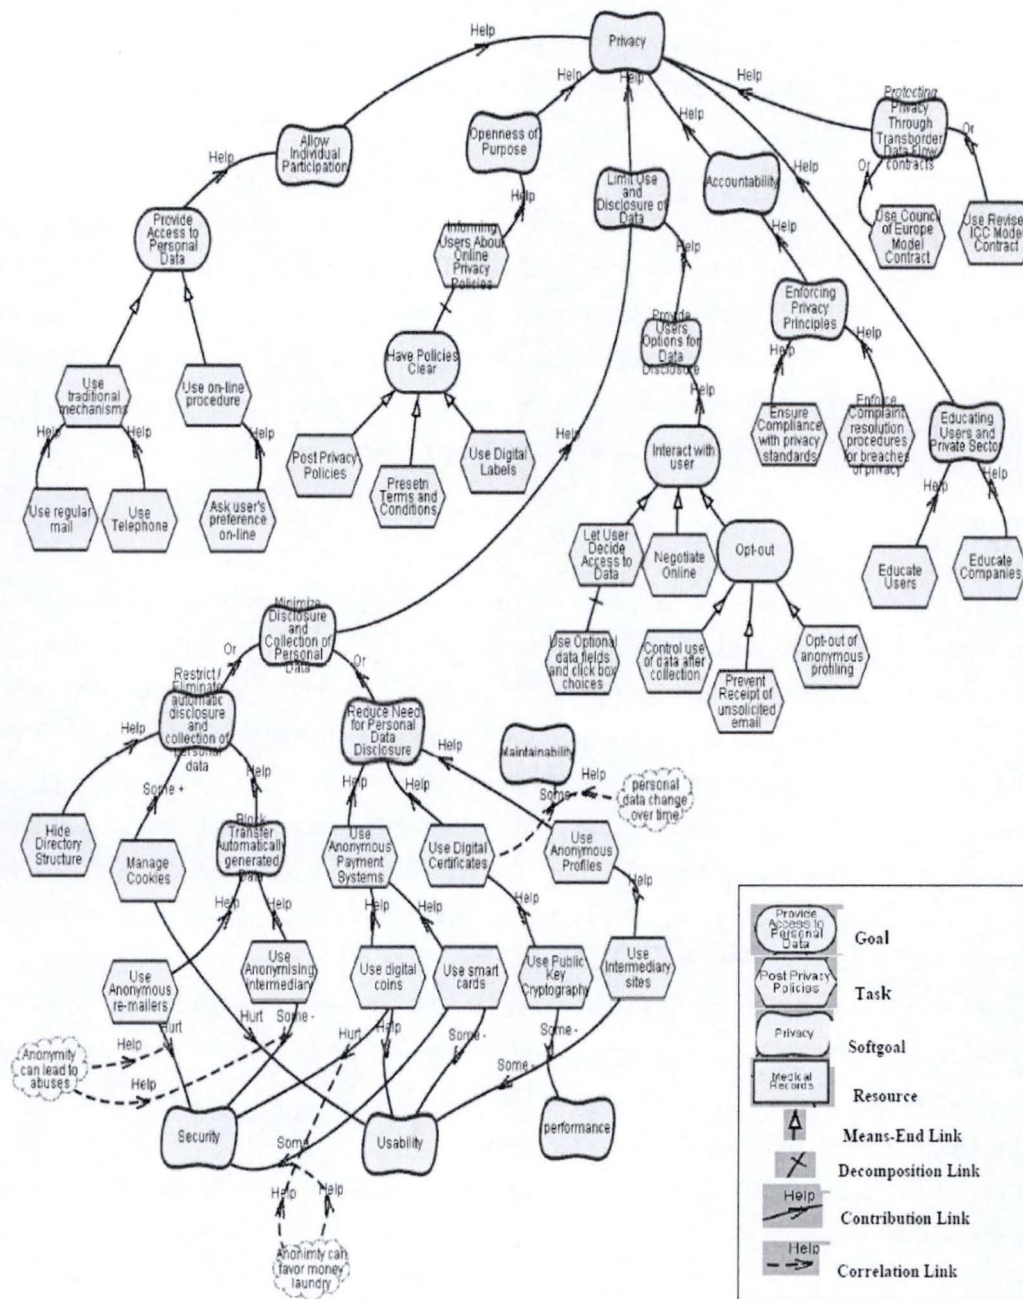 Privacy
Help
Help
Help
Help
Help
Help
Allow
Individual
Participation
Help
Openness of
Purpose
Help
Limit Use
and
Disclosure of
Data
Accountability
Help
Protecting
Privacy
Through
Transborder
Data Flow
contracts
Or
Or
Use Council
of Europe
Model
Contract
Use Revised
ICC Model
Contract
Provide
Access to
Personal
Data
Informing
Users About
Online
Privacy
Policies
Help
Enforcing
Privacy
Principles
Provide
Users
Options for
Data
Disclosure
Have Policies
Clear
Help
Help
Help
Use
traditional
mechanisms
Use on-line
procedure
Ensure
Compliance
with privacy
standards
Enforce
Complaint
resolution
procedures
for breaches
of privacy
Educating
Users and
Private Sector
Help
Help
Help
Post Privacy
Policies
Presetn
Terms and
Conditions
Use Digital
Labels
Help
Interact with
user
Help
Help
Use regular
mail
Use
Telephone
Ask user's
preference
on-line
Let User
Decide
Access to
Data
Negotiate
Online
Opt-out
Educate
Users
Educate
Companies
Minimize
Disclosure
and
Collection of
Personal
Data
Use Optional
data fields
and click box
choices
Control use
of data after
collection
Prevent
Receipt of
unsolicited
email
Opt-out of
anonymous
profiling
Or
Or
Restrict /
Eliminate
automatic
disclosure
and
collection of
personal
data
Reduce Need
for Personal
Data
Disclosure
Maintainability
Help
Some +
Help
Help
Help
Help
Some
Help
personal
data change
over time
Hide
Directory
Structure
Manage
Cookies
Block
Transfer
Automatically
generated
Data
Use
Anonymous
Payment
Systems
Use Digital
Certificates
Use
Anonymous
Profiles
Help
Help
Help
Help
Help
Help
Use
Anonymous
re-mailers
Use
Anonymising
intermediary
Use digital
coins
Use smart
cards
Use Public
Key
Cryptography
Use
Intermediary
sites
Hurt
Help
Hurt
Some -
Hurt
Help
Some -
Some -
Some -
Anonymity
can lead to
abuses
Help
Security
Some
Usability
performance
Help
Help
Anonimty can
favor money
laundry
Provide
Access to
Personal
Data
Goal
Post Privacy
Policies
Task
Privacy
Softgoal
Medical
Records
Resource
Means-End Link
Decomposition Link
Help
Contribution Link
Help
Correlation Link